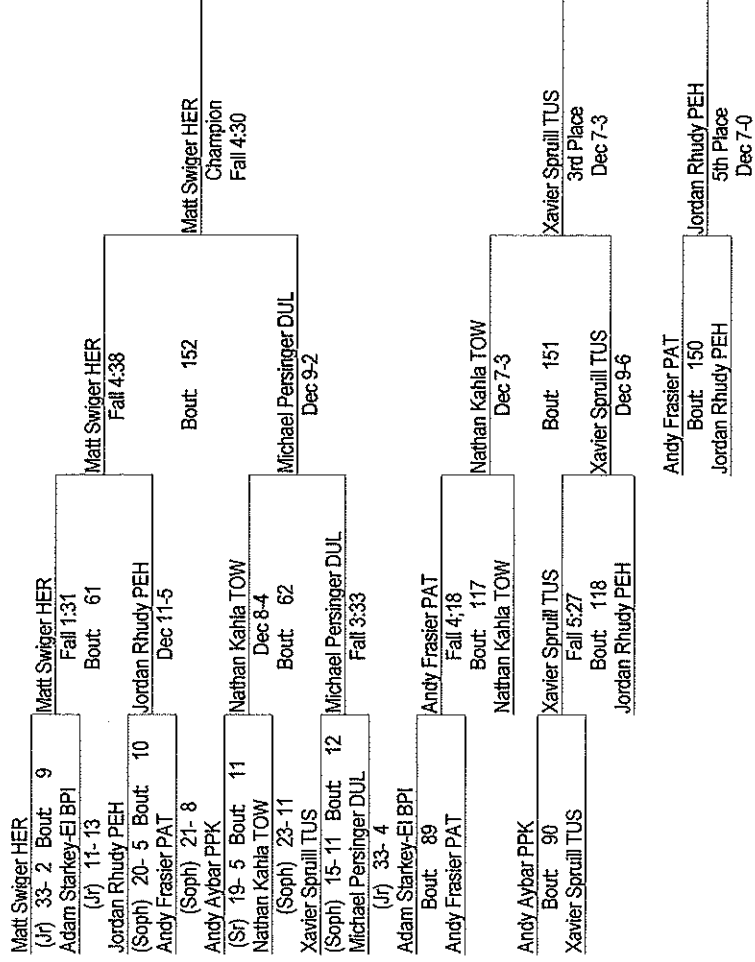 Matt Swiger HER
(Jr) 33- 2 Bout: 9
Adam Starkey-El BPI
(Jr) 11- 13
Jordan Rhudy PEH
(Soph) 20- 5 Bout: 10
Andy Frasier PAT
(Soph) 21- 8
Andy Aybar PPK
(Sr) 19- 5 Bout: 11
Nathan Kahla TOW
(Soph) 23- 11
Xavier Spruill TUS
(Soph) 15- 11 Bout: 12
Michael Persinger DUL
(Jr) 33- 4
Adam Starkey-El BPI
Bout: 89
Andy Frasier PAT
Andy Aybar PPK
Bout: 90
Xavier Spruill TUS
Matt Swiger HER
Fall 1:31
Bout: 61
Jordan Rhudy PEH
Dec 11-5
Nathan Kahla TOW
Dec 8-4
Bout: 62
Michael Persinger DUL
Fall 3:33
Andy Frasier PAT
Fall 4;18
Bout: 117
Nathan Kahla TOW
Xavier Spruill TUS
Fall 5:27
Bout: 118
Jordan Rhudy PEH
Matt Swiger HER
Fall 4:38
Bout: 152
Michael Persinger DUL
Dec 9-2
Nathan Kahla TOW
Dec 7-3
Bout: 151
Xavier Spruill TUS
Dec 9-6
Andy Frasier PAT
Bout: 150
Jordan Rhudy PEH
Matt Swiger HER
Champion
Fall 4:30
Xavier Spruill TUS
3rd Place
Dec 7-3
Jordan Rhudy PEH
5th Place
Dec 7-0